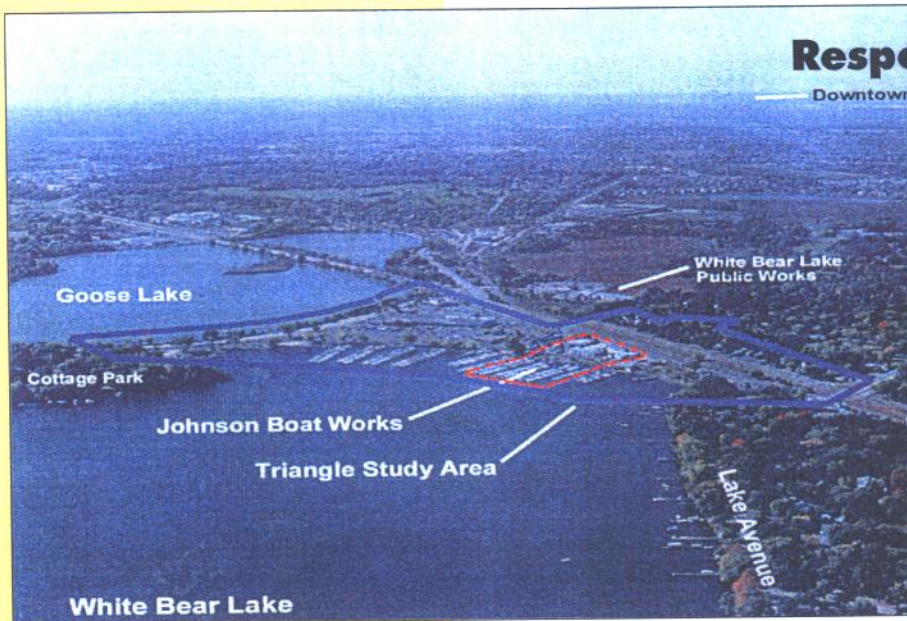 Respo
Downtown
White Bear Lake
Public Works
Goose Lake
Cottage Park
Johnson Boat Works
Triangle Study Area
Lake Avenue
White Bear Lake